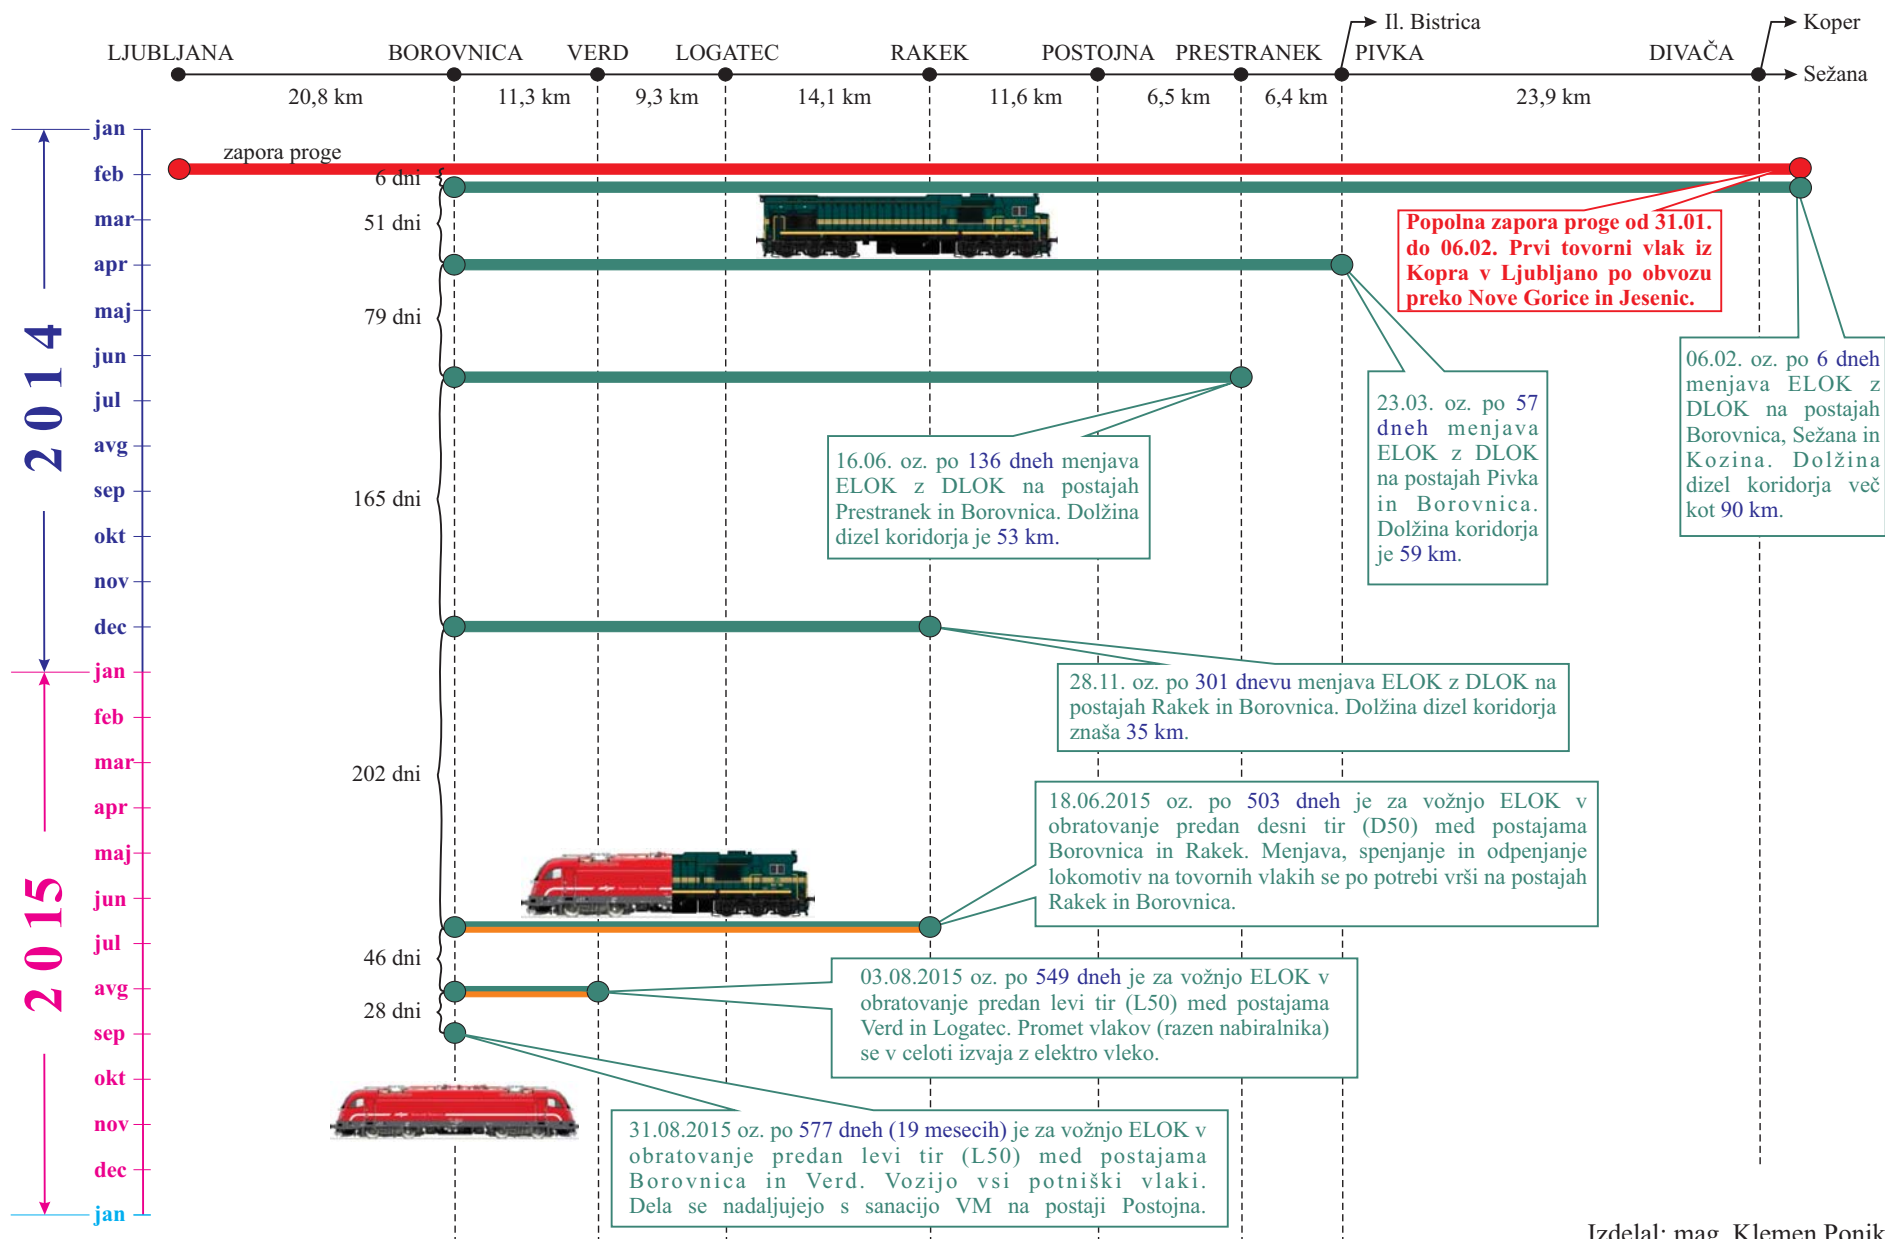 Il. Bistrica
Koper
LJUBLJANA BOROVNICA VERD LOGATEC RAKEK POSTOJNA PRESTRANEK PIVKA DIVAČA
Sežana
20,8 km 11,3 km 9,3 km 14,1 km 11,6 km 6,5 km 6,4 km 23,9 km
2014
jan
feb
mar
apr
maj
jun
jul
avg
sep
okt
nov
dec
2015
jan
feb
mar
apr
maj
jun
jul
avg
sep
okt
nov
dec
jan
zapora proge
6 dni
51 dni
79 dni
165 dni
202 dni
46 dni
28 dni
Popolna zapora proge od 31.01.
do 06.02. Prvi tovorni vlak iz
Kopra v Ljubljano po obvozu
preko Nove Gorice in Jesenic.
06.02. oz. po 6 dneh
menjava ELOK z
DLOK na postajah
Borovnica, Sežana in
Kozina. Dolžina
dizel koridorja več
kot 90 km.
23.03. oz. po 57
dneh menjava
ELOK z DLOK
na postajah Pivka
in Borovnica.
Dolžina koridorja
je 59 km.
16.06. oz. po 136 dneh menjava
ELOK z DLOK na postajah
Prestranek in Borovnica. Dolžina
dizel koridorja je 53 km.
28.11. oz. po 301 dnevu menjava ELOK z DLOK na
postajah Rakek in Borovnica. Dolžina dizel koridorja
znaša 35 km.
18.06.2015 oz. po 503 dneh je za vožnjo ELOK v
obratovanje predan desni tir (D50) med postajama
Borovnica in Rakek. Menjava, spenjanje in odpenjanje
lokomotiv na tovornih vlakih se po potrebi vrši na postajah
Rakek in Borovnica.
03.08.2015 oz. po 549 dneh je za vožnjo ELOK v
obratovanje predan levi tir (L50) med postajama
Verd in Logatec. Promet vlakov (razen nabiralnika)
se v celoti izvaja z elektro vleko.
31.08.2015 oz. po 577 dneh (19 mesecih) je za vožnjo ELOK v
obratovanje predan levi tir (L50) med postajama
Borovnica in Verd. Vozijo vsi potniški vlaki.
Dela se nadaljujejo s sanacijo VM na postaji Postojna.
Izdelal: mag. Klemen Ponik